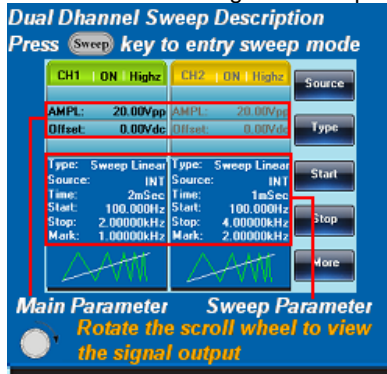 Dual Dhannel Sweep Description
Press Sweep key to entry sweep mode
CH1 ON Highz CH2 ON Highz Source
AMPL: 20.00Vpp AMPL: 20.00Vpp
Offset: 0.00Vdc Offset: 0.00Vdc Type
Type: Sweep Linear Type: Sweep Linear
Source: INT Source: INT Start
Time: 2mSec Time: 1mSec
Start: 100.000Hz Start: 100.000Hz
Stop: 2.00000kHz Stop: 4.00000kHz Stop
Mark: 1.00000kHz Mark: 2.00000kHz
More
Main Parameter Sweep Parameter
Rotate the scroll wheel to view
the signal output